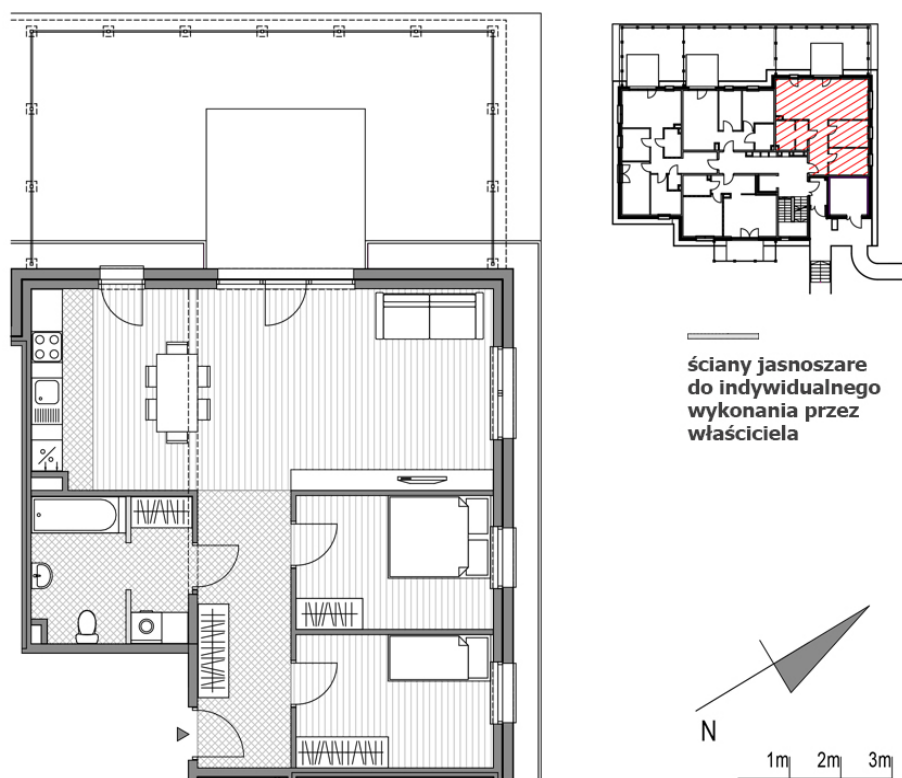 ściany jasnoszare
do indywidualnego
wykonania przez
właściciela
N
1m 2m 3m